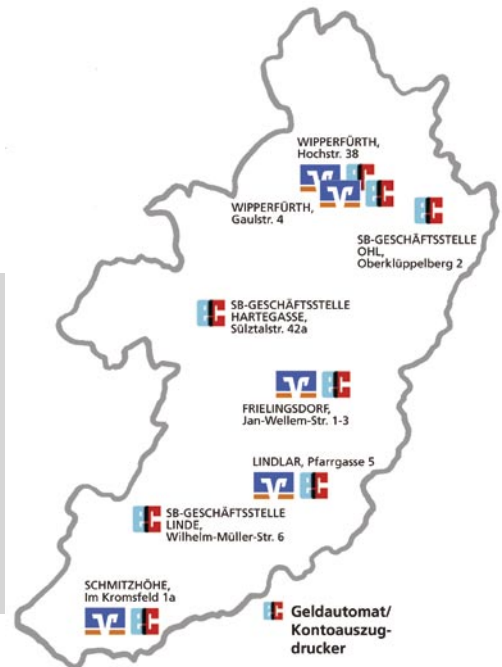 WIPPERFÜRTH,
Hochstr. 38
WIPPERFÜRTH,
Gaulstr. 4
SB-GESCHÄFTSSTELLE
OHL,
Oberklüppelberg 2
SB-GESCHÄFTSSTELLE
HARTEGASSE,
Sülztalstr. 42a
FRIELINGSDORF,
Jan-Wellem-Str. 1-3
LINDLAR, Pfarrgasse 5
SB-GESCHÄFTSSTELLE
LINDE,
Wilhelm-Müller-Str. 6
SCHMITZHÖHE,
Im Kromsfeld 1a
Geldautomat/
Kontoauszug-
drucker